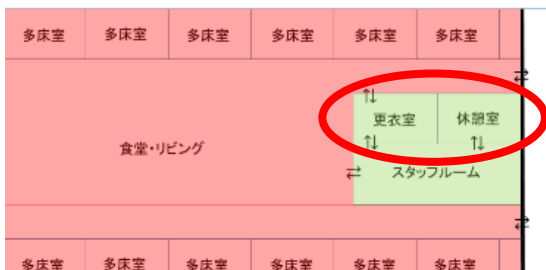 多床室 多床室 多床室 多床室 多床室 多床室
⇄
⇅
更衣室 休憩室
⇅ ⇅
食堂・リビング
⇄ スタッフルーム
⇄
多床室 多床室 多床室 多床室 多床室 多床室